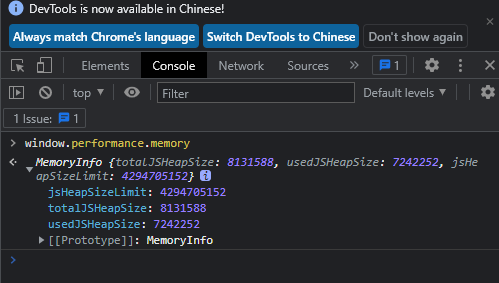 DevTools is now available in Chinese!
Always match Chrome's language Switch DevTools to Chinese Don't show again
Elements Console Network Sources » 1
top Filter Default levels
1 Issue: 1
window.performance.memory
MemoryInfo {totalJSHeapSize: 8131588, usedJSHeapSize: 7242252, jsHe
apSizeLimit: 4294705152}
jsHeapSizeLimit: 4294705152
totalJSHeapSize: 8131588
usedJSHeapSize: 7242252
[[Prototype]]: MemoryInfo